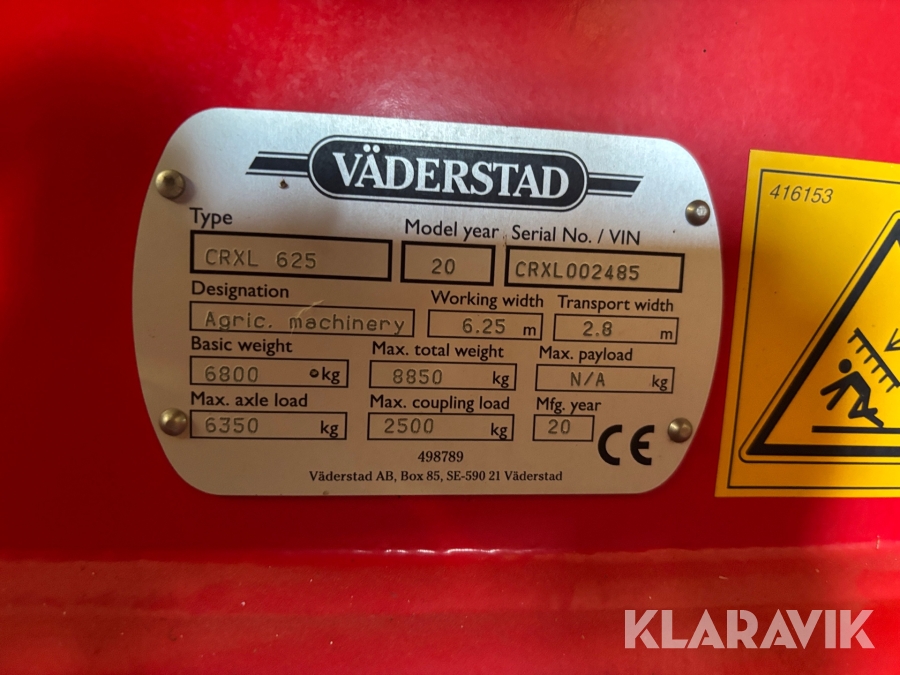 VÄDERSTAD
Type Model year Serial No. / VIN
CRXL 625 20 CRXL002485
Designation Working width Transport width
Agric. machinery 6.25 m 2.8 m
Basic weight Max. total weight Max. payload
6800 kg 8850 kg N/A kg
Max. axle load Max. coupling load Mfg. year
6350 kg 2500 kg 20 CE
498789
Väderstad AB, Box 85, SE-590 21 Väderstad
416153
KLARAVIK